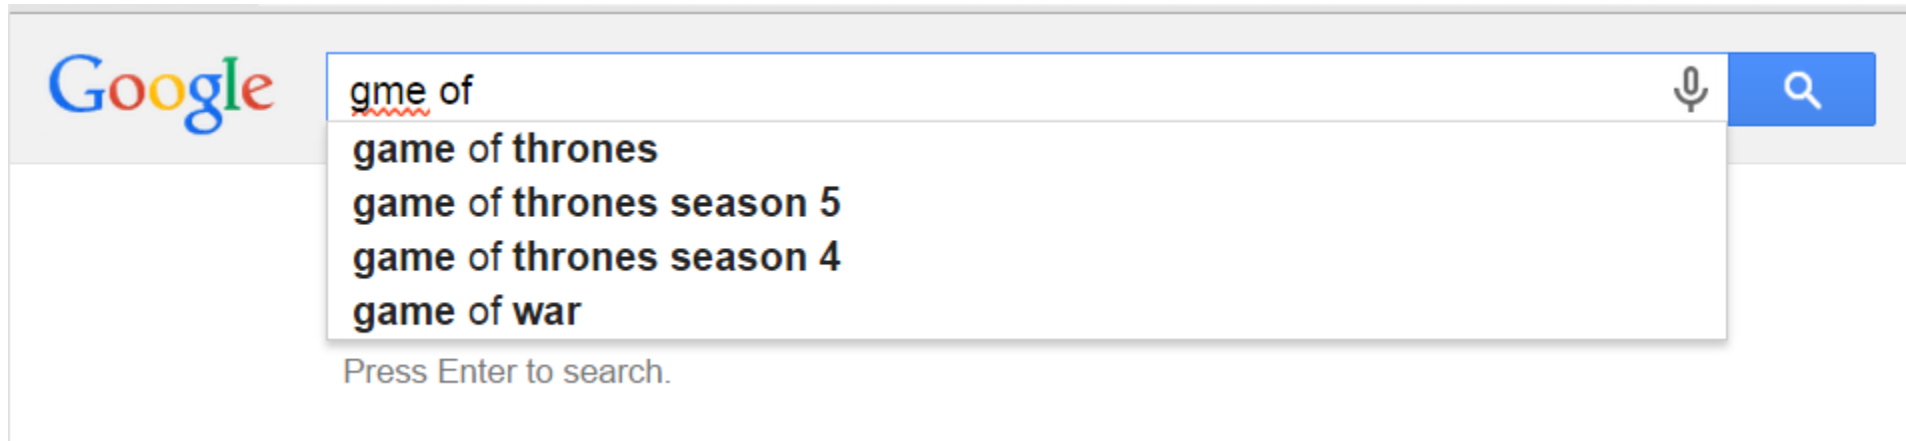 Google
gme of
game of thrones
game of thrones season 5
game of thrones season 4
game of war
Press Enter to search.